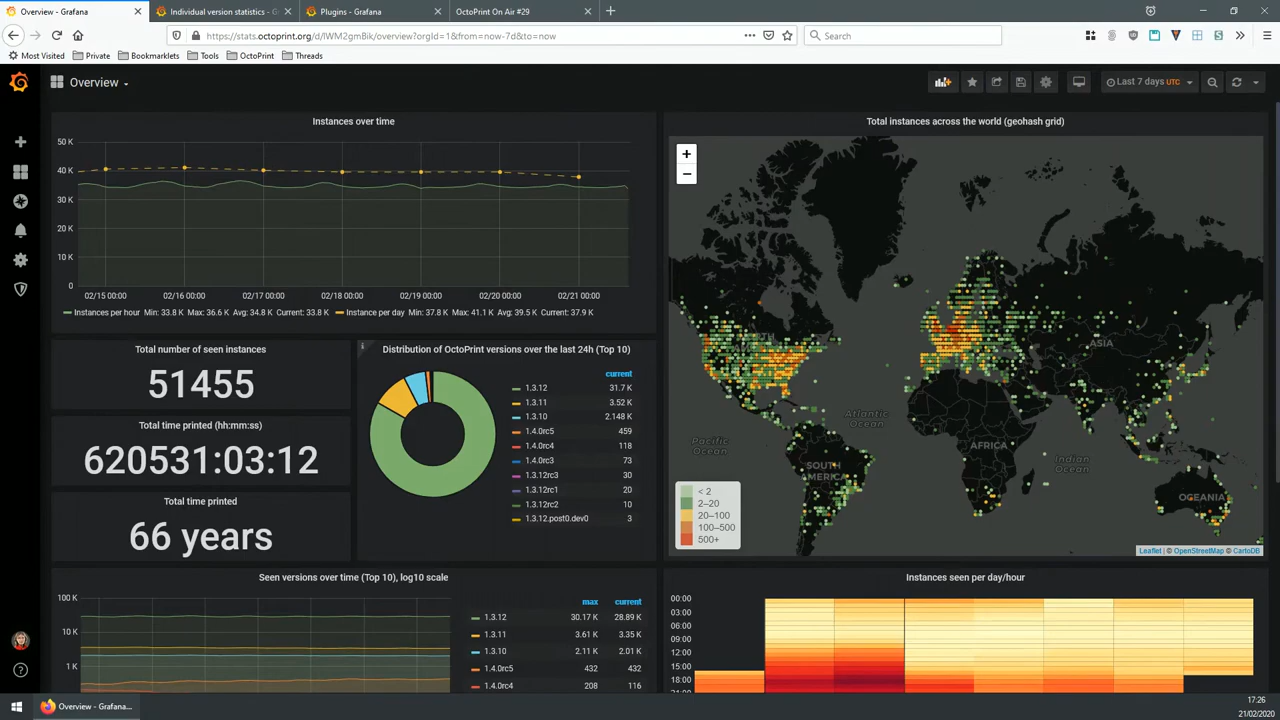 Overview - Grafana
Individual version statistics - G
Plugins - Grafana
OctoPrint On Air #29
https://stats.octoprint.org/d/IWM2gmBik/overview?orgId=1&from=now-7d&to=now
Search
Most Visited
Private
Bookmarklets
Tools
OctoPrint
Threads
Overview
Last 7 days UTC
Instances over time
50 K
40 K
30 K
20 K
10 K
0
02/15 00:00
02/16 00:00
02/17 00:00
02/18 00:00
02/19 00:00
02/20 00:00
02/21 00:00
Instances per hour Min: 33.8 K Max: 36.6 K 33.8 K
Instance per day Min: 37.8 K Max: 41.1 K Avg: 39.5 K Current: 37.9 K
Total number of seen instances
51455
Total time printed (hh:mm:ss)
620531:03:12
Total time printed
66 years
Distribution of OctoPrint versions over the last 24h (Top 10)
current
1.3.12 31.7 K
1.3.11 3.52 K
1.3.10 2.148 K
1.4.0rc5 459
1.4.0rc4 118
1.4.0rc3 73
1.3.12rc3 30
1.3.12rc1 20
1.3.12rc2 10
1.3.12.post0.dev0 3
Total instances across the world (geohash grid)
+
−
NORTH
ASIA
Atlantic
Ocean
Pacific
Ocean
AFRICA
Indian
Ocean
SOUTH
AMERICA
OCEANIA
< 2
2–20
20–100
100–500
500+
Leaflet | © OpenStreetMap © CartoDB
Seen versions over time (Top 10), log10 scale
100 K
10 K
1 K
max current
1.3.12 30.17 K 28.89 K
1.3.11 3.61 K 3.35 K
1.3.10 2.11 K 2.01 K
1.4.0rc5 432 432
1.4.0rc4 208 116
Instances seen per day/hour
00:00
03:00
06:00
09:00
12:00
15:00
18:00
21:00
Overview - Grafana...
17:26
21/02/2020